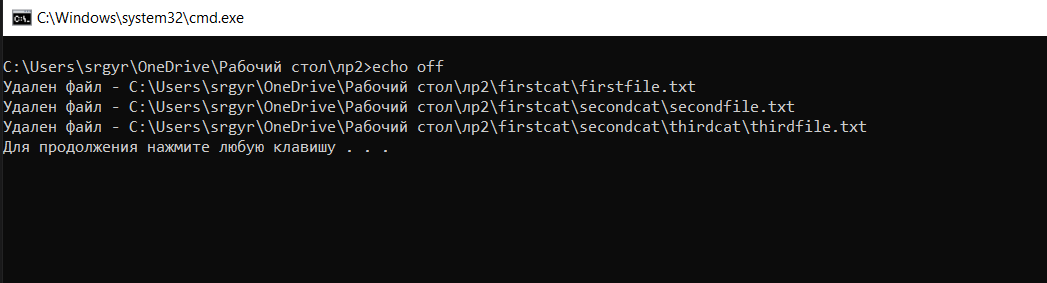 C:\Windows\system32\cmd.exe
C:\Users\srgyr\OneDrive\Рабочий стол\лр2>echo off
Удален файл - C:\Users\srgyr\OneDrive\Рабочий стол\лр2\firstcat\firstfile.txt
Удален файл - C:\Users\srgyr\OneDrive\Рабочий стол\лр2\firstcat\secondcat\secondfile.txt
Удален файл - C:\Users\srgyr\OneDrive\Рабочий стол\лр2\firstcat\secondcat\thirdcat\thirdfile.txt
Для продолжения нажмите любую клавишу . . .